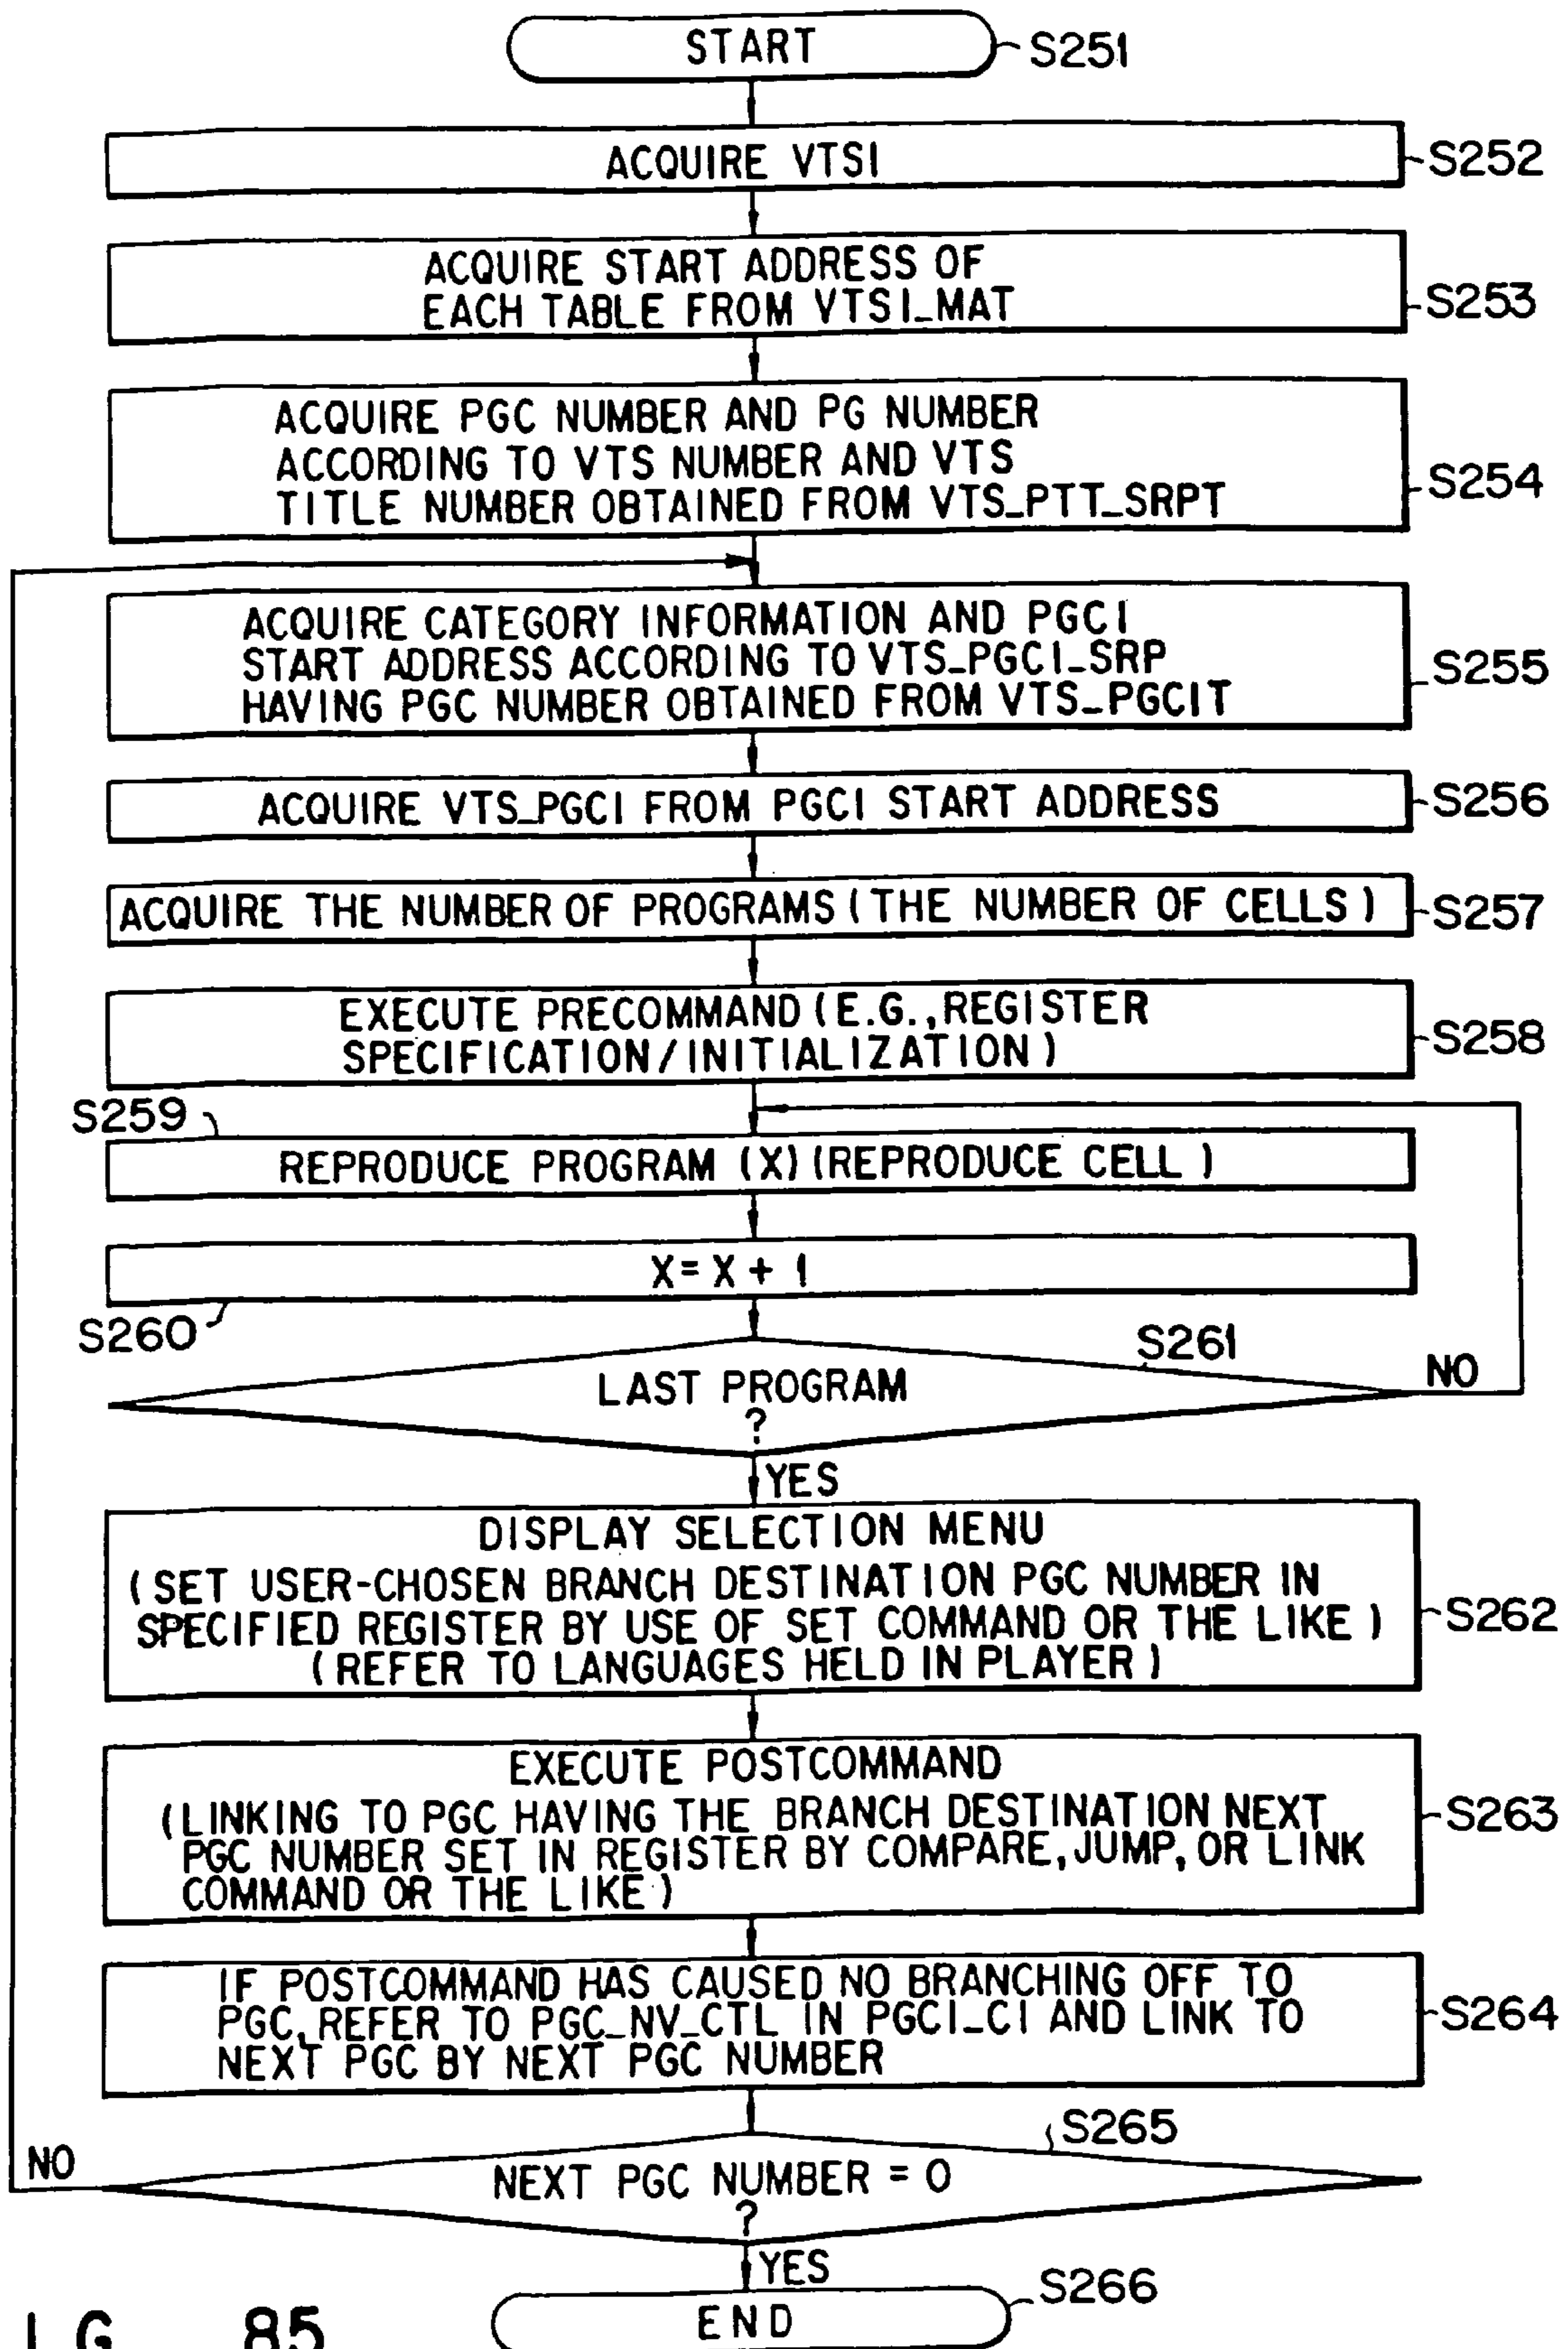 START
S251
ACQUIRE VTSI
S252
ACQUIRE START ADDRESS OF
EACH TABLE FROM VTSI_MAT
S253
ACQUIRE PGC NUMBER AND PG NUMBER
ACCORDING TO VTS NUMBER AND VTS
TITLE NUMBER OBTAINED FROM VTS_PTT_SRPT
S254
ACQUIRE CATEGORY INFORMATION AND PGCI
START ADDRESS ACCORDING TO VTS_PGCI_SRP
HAVING PGC NUMBER OBTAINED FROM VTS_PGCIT
S255
ACQUIRE VTS_PGCI FROM PGCI START ADDRESS
S256
ACQUIRE THE NUMBER OF PROGRAMS (THE NUMBER OF CELLS)
S257
EXECUTE PRECOMMAND (E.G., REGISTER
SPECIFICATION/INITIALIZATION)
S258
S259
REPRODUCE PROGRAM (X) (REPRODUCE CELL)
X = X + 1
S260
S261
LAST PROGRAM
?
NO
YES
DISPLAY SELECTION MENU
(SET USER-CHOSEN BRANCH DESTINATION PGC NUMBER IN
SPECIFIED REGISTER BY USE OF SET COMMAND OR THE LIKE)
(REFER TO LANGUAGES HELD IN PLAYER)
S262
EXECUTE POSTCOMMAND
(LINKING TO PGC HAVING THE BRANCH DESTINATION NEXT
PGC NUMBER SET IN REGISTER BY COMPARE, JUMP, OR LINK
COMMAND OR THE LIKE)
S263
IF POSTCOMMAND HAS CAUSED NO BRANCHING OFF TO
PGC, REFER TO PGC_NV_CTL IN PGCI_CI AND LINK TO
NEXT PGC BY NEXT PGC NUMBER
S264
S265
NO
NEXT PGC NUMBER = 0
?
YES
S266
END
IG. 85